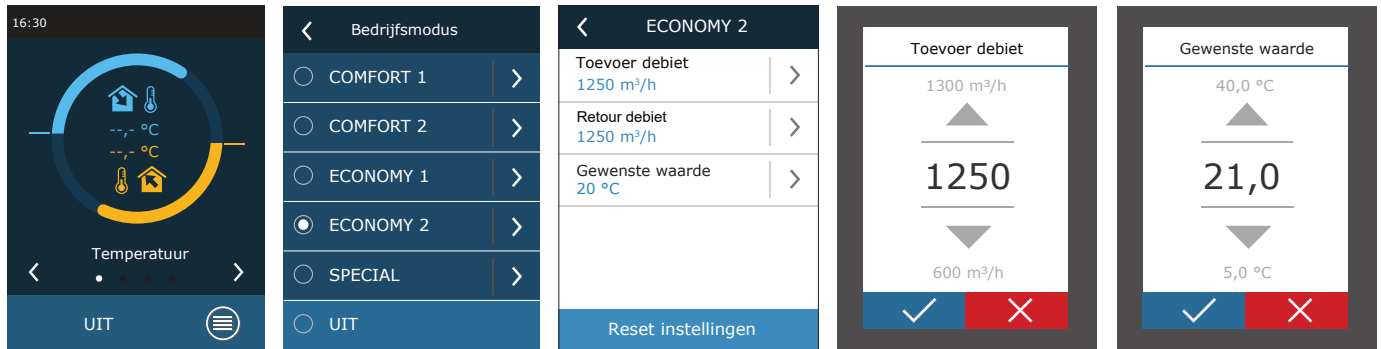 16:30
--,- °C
--,- °C
Temperatuur
UIT
Bedrijfsmodus
COMFORT 1
COMFORT 2
ECONOMY 1
ECONOMY 2
SPECIAL
UIT
ECONOMY 2
Toevoer debiet
1250 m³/h
Retour debiet
1250 m³/h
Gewenste waarde
20 °C
Reset instellingen
Toevoer debiet
1300 m³/h
1250
600 m³/h
Gewenste waarde
40,0 °C
21,0
5,0 °C